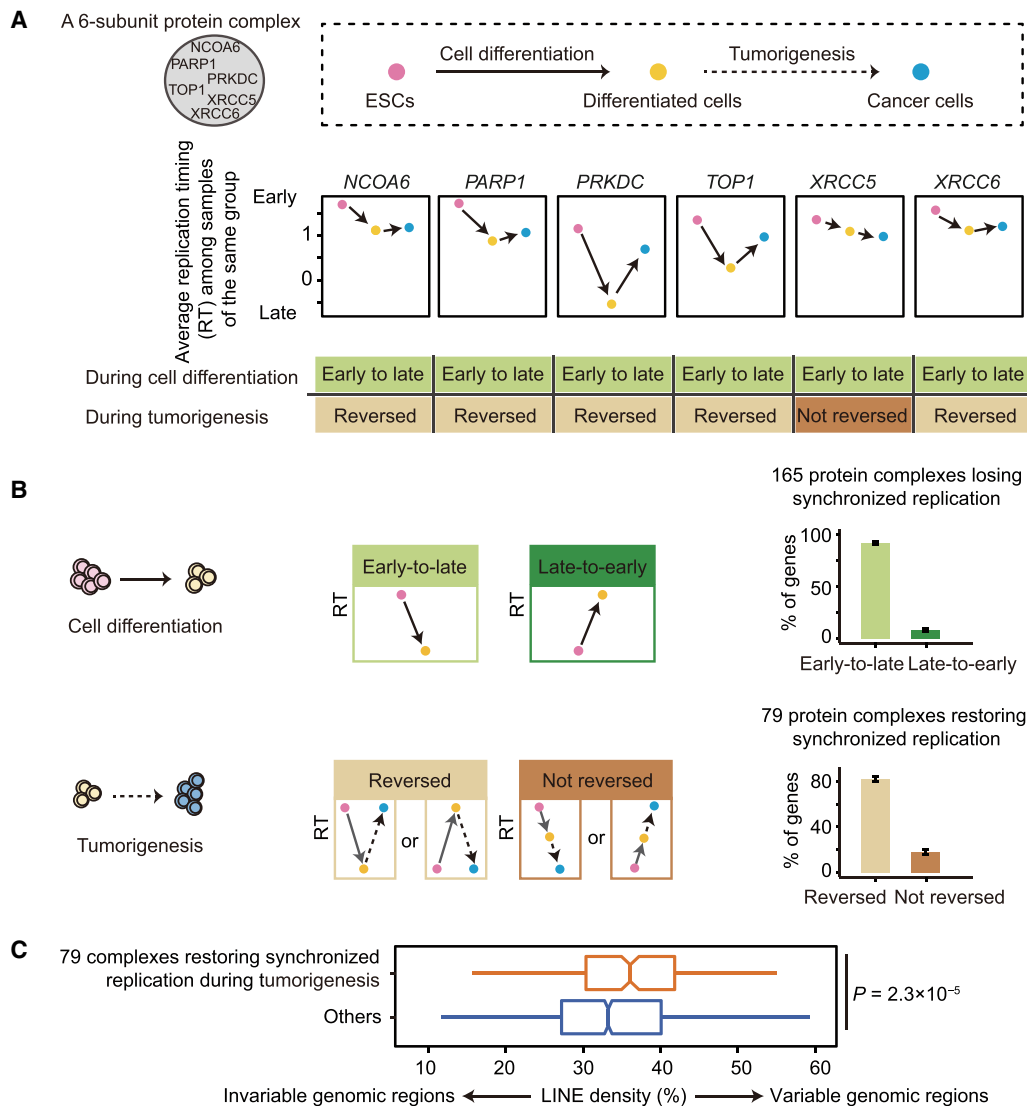 A
A 6-subunit protein complex
NCOA6
PARP1
PRKDC
TOP1
XRCC5
XRCC6
Cell differentiation
Tumorigenesis
ESCs
Differentiated cells
Cancer cells
Average replication timing
(RT) among samples
of the same group
Early
1
0
Late
NCOA6
PARP1
PRKDC
TOP1
XRCC5
XRCC6
During cell differentiation
Early to late
Early to late
Early to late
Early to late
Early to late
Early to late
During tumorigenesis
Reversed
Reversed
Reversed
Reversed
Not reversed
Reversed
B
Cell differentiation
Early-to-late
RT
Late-to-early
RT
165 protein complexes losing
synchronized replication
% of genes
100
50
0
Early-to-late
Late-to-early
Tumorigenesis
Reversed
RT
or
Not reversed
RT
or
79 protein complexes restoring
synchronized replication
% of genes
80
40
0
Reversed
Not reversed
C
79 complexes restoring synchronized
replication during tumorigenesis
Others
P = 2.3×10⁻⁵
10
20
30
40
50
60
Invariable genomic regions
LINE density (%)
Variable genomic regions